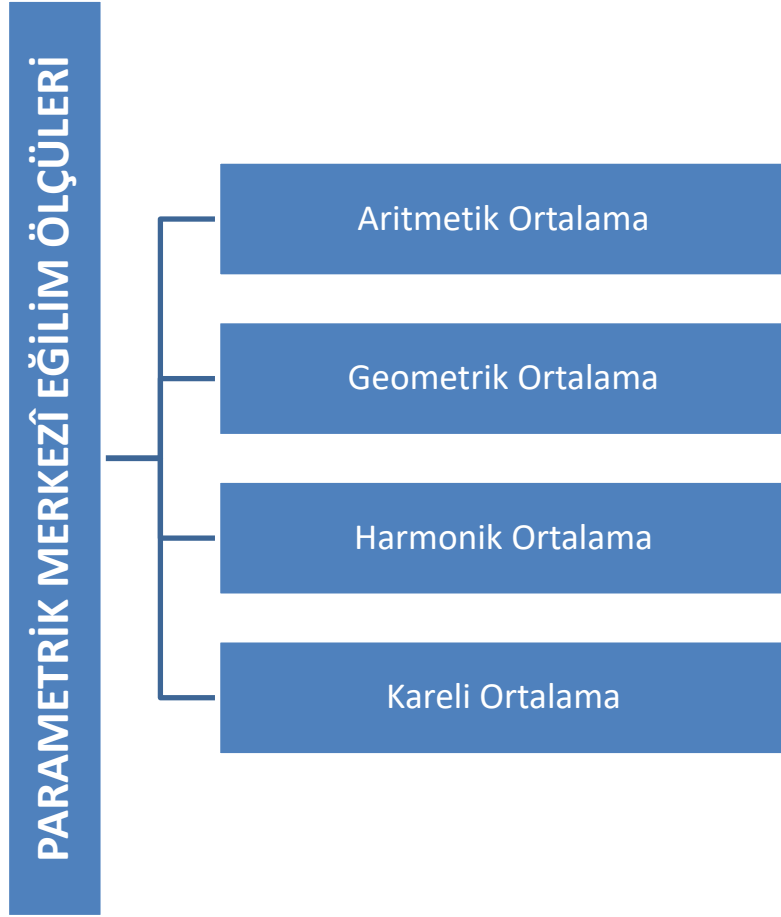 PARAMETRİK MERKEZÎ EĞİLİM ÖLÇÜLERİ
Aritmetik Ortalama
Geometrik Ortalama
Harmonik Ortalama
Kareli Ortalama